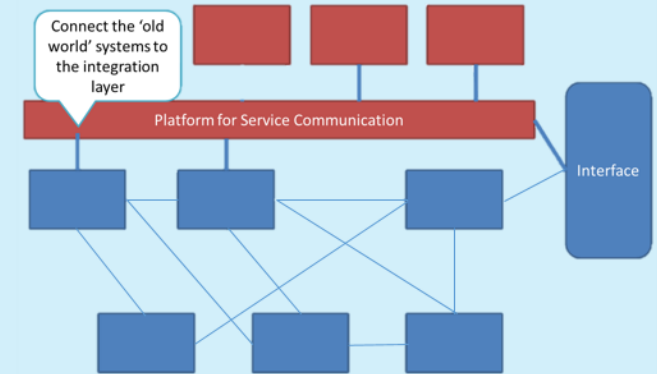 Connect the ‘old
world’ systems to
the integration
layer
Platform for Service Communication
Interface